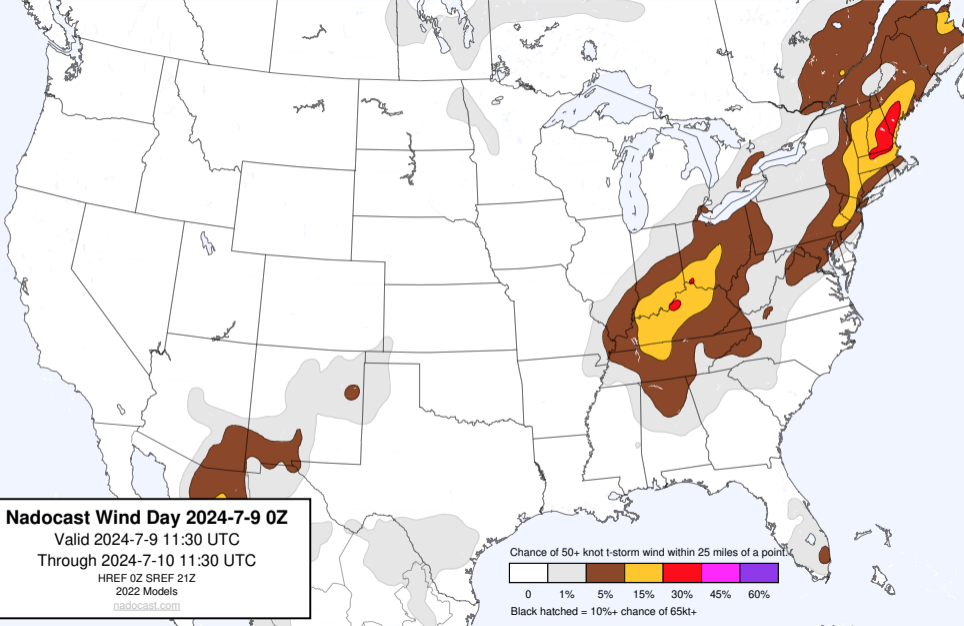 Nadocast Wind Day 2024-7-9 0Z
Valid 2024-7-9 11:30 UTC
Through 2024-7-10 11:30 UTC
HREF 0Z SREF 21Z
2022 Models
nadocast.com
Chance of 50+ knot t-storm wind within 25 miles of a point.
0 1% 5% 15% 30% 45% 60%
Black hatched = 10%+ chance of 65kt+